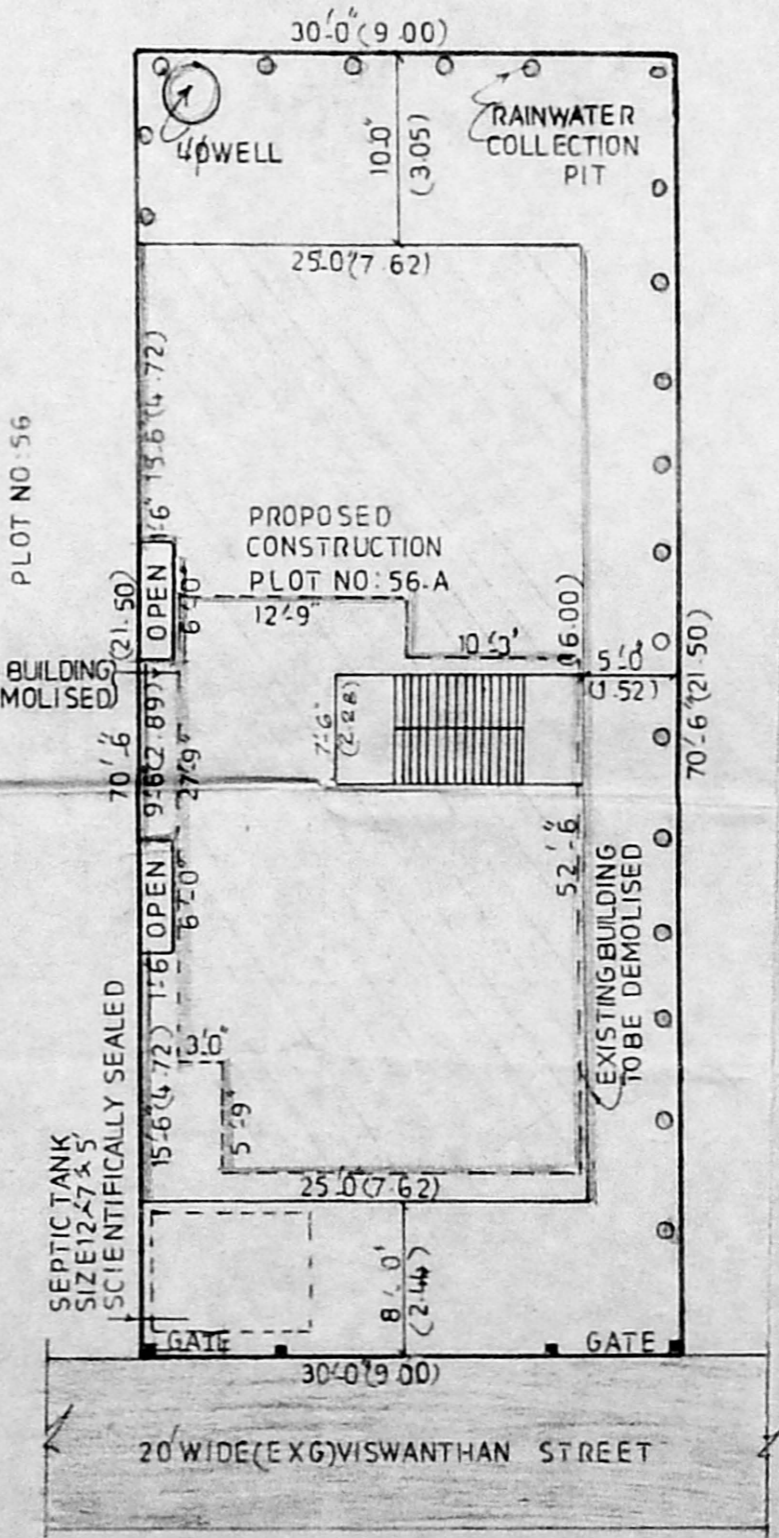 30'-0"(9.00)
4'φWELL
10'.0"
(3.05)
RAINWATER
COLLECTION
PIT
25'-0"(7.62)
15'.6"(4.72)
PLOT NO:56
1'-6"
OPEN
6'-0"
PROPOSED
CONSTRUCTION
PLOT NO:56-A
12'-9"
10'-3"
(16.00)
5'-0"
(1.52)
BUILDING
MOLISED)
70'-6" (21.50)
9'-6"(2.89)
27'-9"
7'-6"
(2.28)
70'-6"(21.50)
OPEN
6'-0"
52'-6"
1'-6
15'-6"(4.72)
3'.0"
5'-9"
EXISTING BUILDING
TO BE DEMOLISED
25'-0"(7.62)
SEPTIC TANK
SIZE12'x7'x5'
SCIENTIFICALLY SEALED
8'-0"
(2.44)
GATE
GATE
30'-0"(9.00)
20'WIDE(EXG)VISWANTHAN STREET